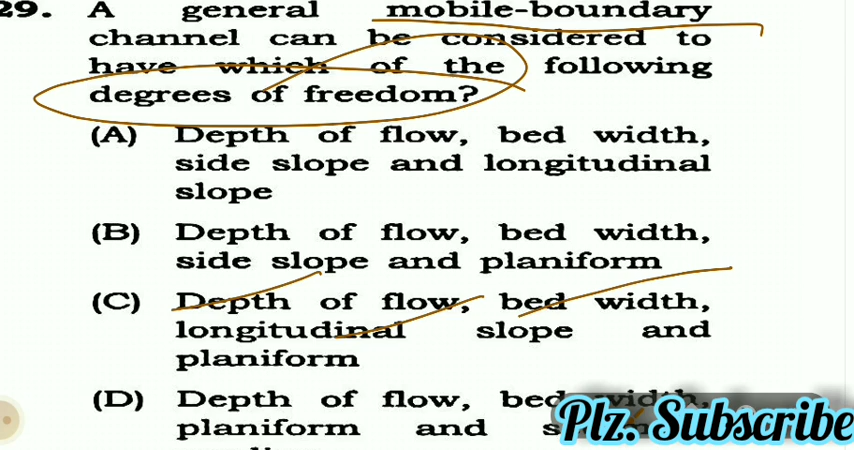 29. A general mobile-boundary
channel can be considered to
have which of the following
degrees of freedom?
(A) Depth of flow, bed width,
side slope and longitudinal
slope
(B) Depth of flow, bed width,
side slope and planiform
(C) Depth of flow, bed width,
longitudinal slope and
planiform
(D) Depth of flow, bed width,
planiform and
Plz. Subscribe